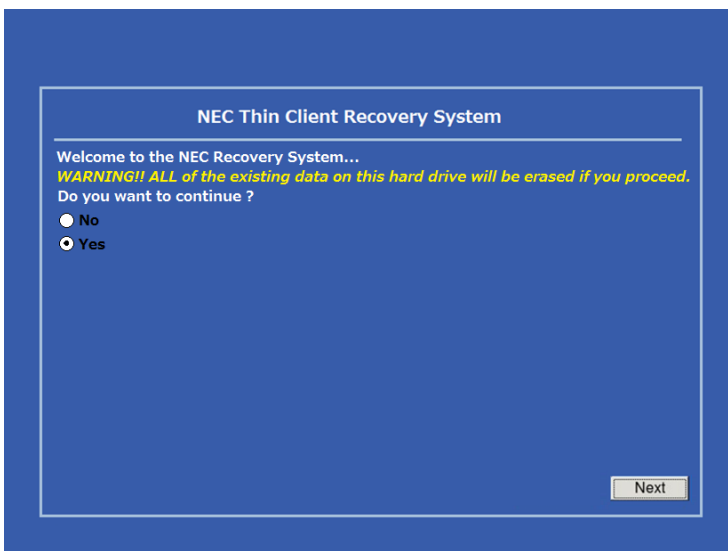 NEC Thin Client Recovery System
Welcome to the NEC Recovery System...
WARNING!! ALL of the existing data on this hard drive will be erased if you proceed.
Do you want to continue ?
No
Yes
Next